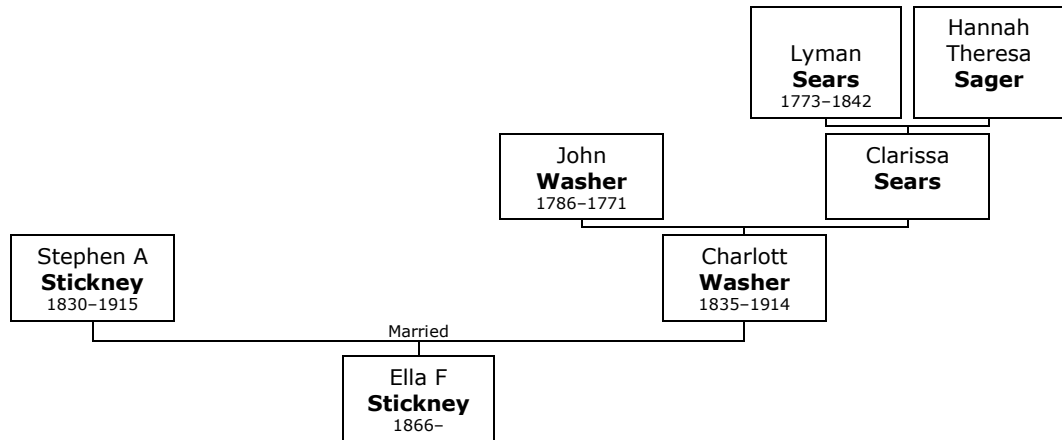 Lyman
Sears
1773–1842
Hannah
Theresa
Sager
John
Washer
1786–1771
Clarissa
Sears
Stephen A
Stickney
1830–1915
Charlott
Washer
1835–1914
Married
Ella F
Stickney
1866–